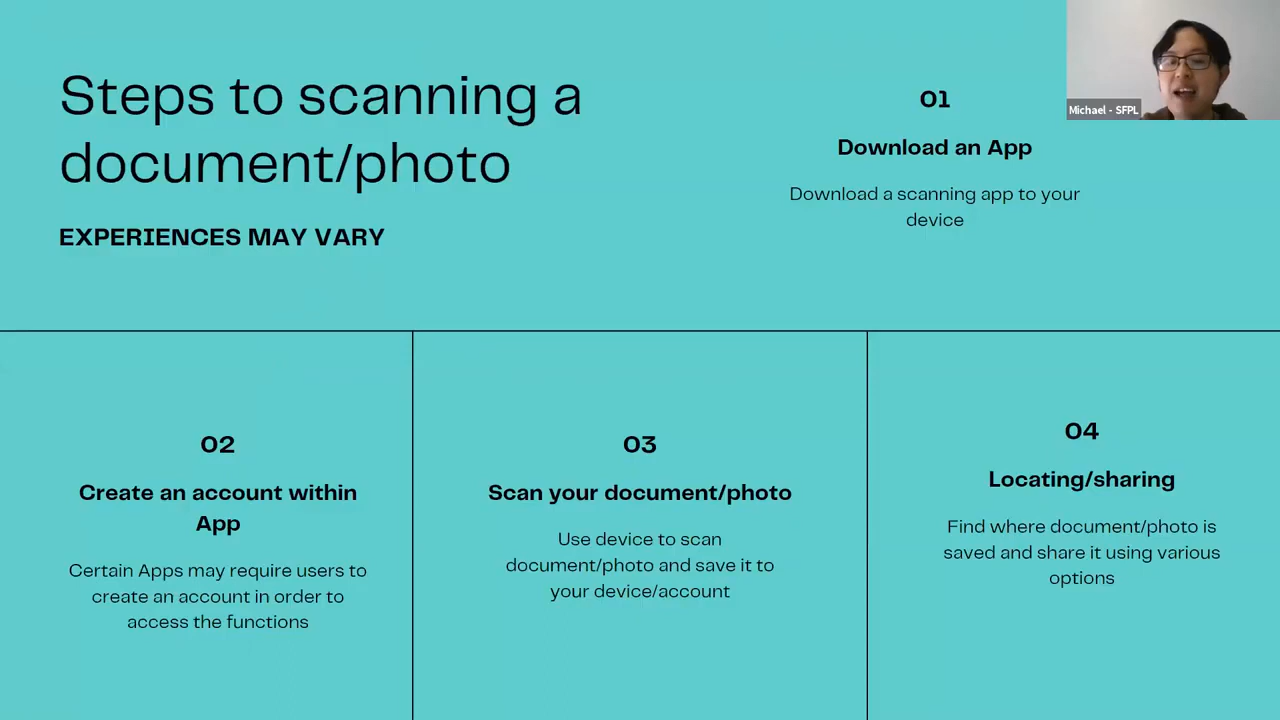 Steps to scanning a
document/photo
EXPERIENCES MAY VARY
01
Download an App
Download a scanning app to your
device
Michael - SFPL
02
Create an account within
App
Certain Apps may require users to
create an account in order to
access the functions
03
Scan your document/photo
Use device to scan
document/photo and save it to
your device/account
04
Locating/sharing
Find where document/photo is
saved and share it using various
options